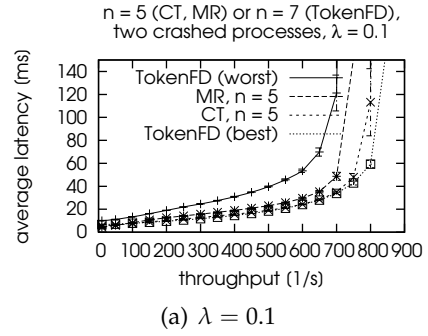 n = 5 (CT, MR) or n = 7 (TokenFD),
two crashed processes, λ = 0.1
average latency [ms]
140
120
100
80
60
40
20
0
TokenFD (worst)
MR, n = 5
CT, n = 5
TokenFD (best)
0 100 200 300 400 500 600 700 800 900
throughput [1/s]
(a) λ = 0.1